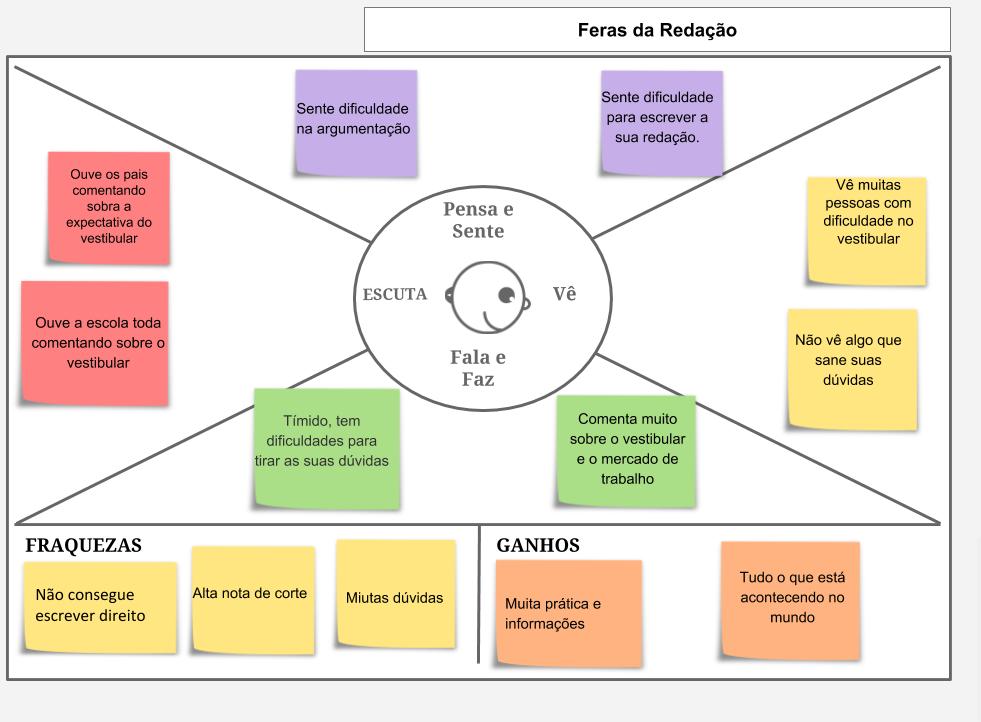 Feras da Redação
Sente dificuldade
na argumentação
Sente dificuldade
para escrever a
sua redação.
Ouve os pais
comentando
sobra a
expectativa do
vestibular
Ouve a escola toda
comentando sobre o
vestibular
Pensa e
Sente
ESCUTA
Vê
Fala e
Faz
Vê muitas
pessoas com
dificuldade no
vestibular
Não vê algo que
sane suas
dúvidas
Tímido, tem
dificuldades para
tirar as suas dúvidas
Comenta muito
sobre o vestibular
e o mercado de
trabalho
FRAQUEZAS
Não consegue
escrever direito
Alta nota de corte
Miutas dúvidas
GANHOS
Muita prática e
informações
Tudo o que está
acontecendo no
mundo